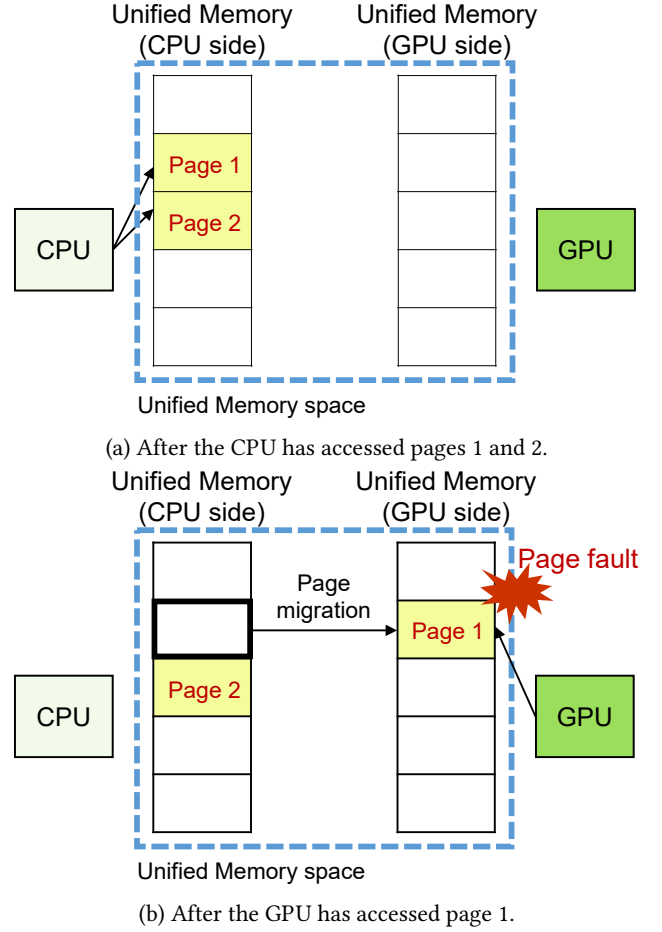 Unified Memory
(CPU side)
Unified Memory
(GPU side)
Page 1
Page 2
CPU
GPU
Unified Memory space
(a) After the CPU has accessed pages 1 and 2.
Unified Memory
(CPU side)
Unified Memory
(GPU side)
Page fault
Page
migration
Page 1
Page 2
CPU
GPU
Unified Memory space
(b) After the GPU has accessed page 1.